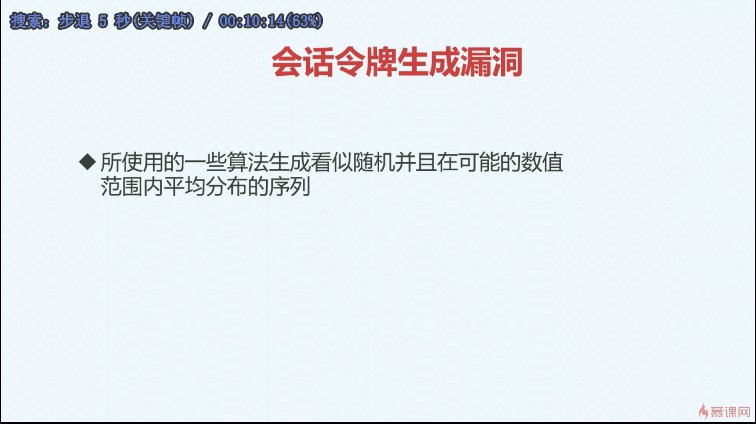 搜索: 步退 5 秒(关键帧) / 00:10:14(63%)
会话令牌生成漏洞
◆ 所使用的一些算法生成看似随机并且在可能的数值
范围内平均分布的序列
慕课网